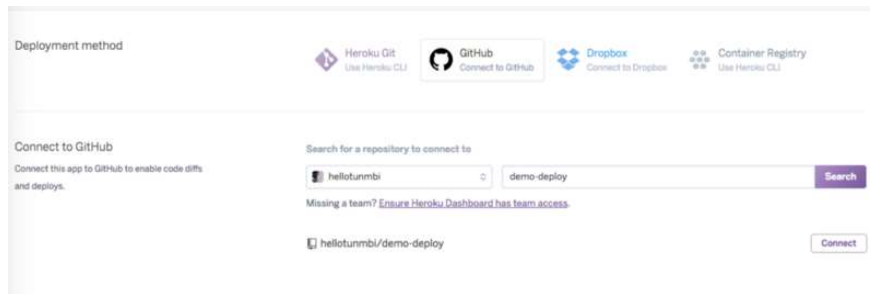 Deployment method
Heroku Git
Use Heroku CLI
GitHub
Connect to GitHub
Dropbox
Connect to Dropbox
Container Registry
Use Heroku CLI
Connect to GitHub
Connect this app to GitHub to enable code diffs
and deploys.
Search for a repository to connect to
hellotunmbi
demo-deploy
Search
Missing a team? Ensure Heroku Dashboard has team access.
hellotunmbi/demo-deploy
Connect